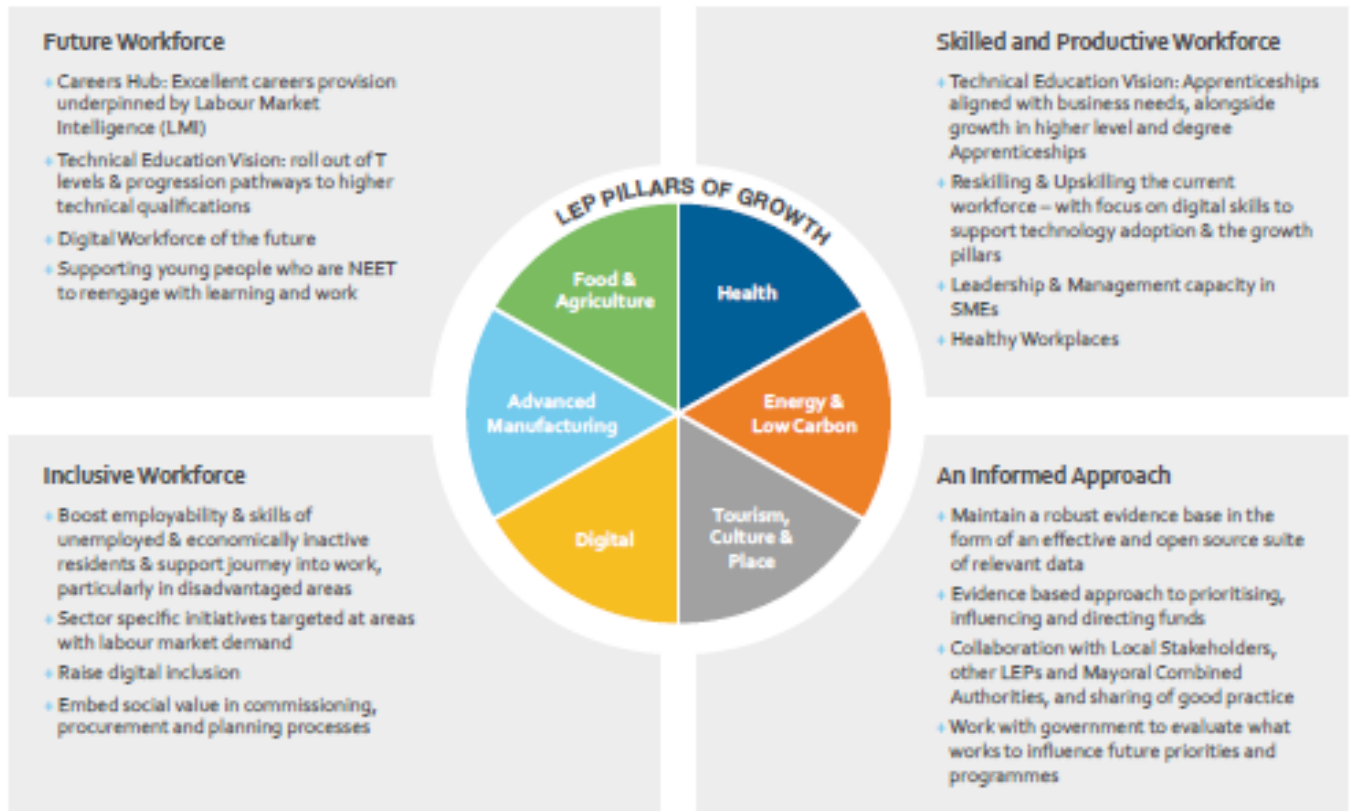 Future Workforce
+ Careers Hub: Excellent careers provision
underpinned by Labour Market
Intelligence (LMI)
+ Technical Education Vision: roll out of T
levels & progression pathways to higher
technical qualifications
+ Digital Workforce of the future
+ Supporting young people who are NEET
to reengage with learning and work
Skilled and Productive Workforce
+ Technical Education Vision: Apprenticeships
aligned with business needs, alongside
growth in higher level and degree
Apprenticeships
+ Reskilling & Upskilling the current
workforce – with focus on digital skills to
support technology adoption & the growth
pillars
+ Leadership & Management capacity in
SMEs
+ Healthy Workplaces
LEP PILLARS OF GROWTH
Food &
Agriculture
Health
Advanced
Manufacturing
Energy &
Low Carbon
Digital
Tourism,
Culture &
Place
Inclusive Workforce
+ Boost employability & skills of
unemployed & economically inactive
residents & support journey into work,
particularly in disadvantaged areas
+ Sector specific initiatives targeted at areas
with labour market demand
+ Raise digital inclusion
+ Embed social value in commissioning,
procurement and planning processes
An Informed Approach
+ Maintain a robust evidence base in the
form of an effective and open source suite
of relevant data
+ Evidence based approach to prioritising,
influencing and directing funds
+ Collaboration with Local Stakeholders,
other LEPs and Mayoral Combined
Authorities, and sharing of good practice
+ Work with government to evaluate what
works to influence future priorities and
programmes